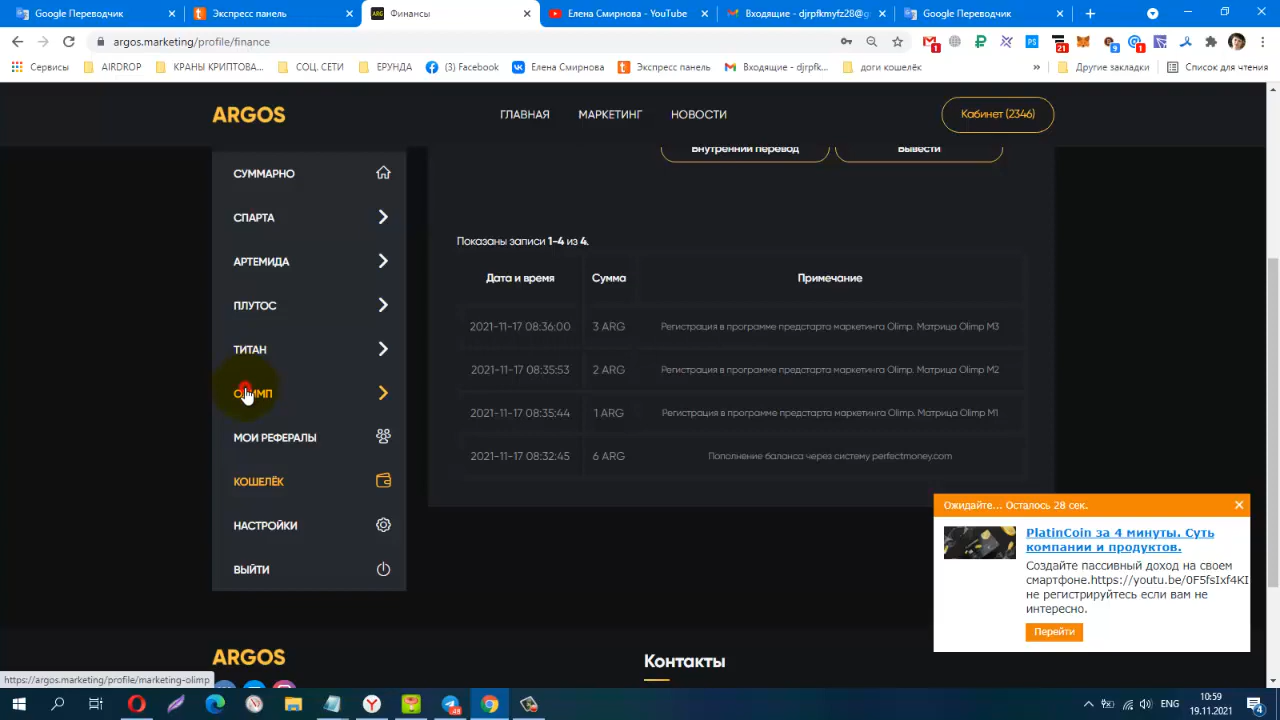 Google Переводчик
Экспресс панель
ARG
Финансы
Елена Смирнова - YouTube
Входящие - djrpfkmyfz28@g
Google Переводчик
argos.marketing/profile/finance
1
21
9
1
Сервисы
AIRDROP
КРАНЫ КРИПТОВА...
СОЦ. СЕТИ
ЕРУНДА
(3) Facebook
Елена Смирнова
Экспресс панель
Входящие - djrpfk...
доги кошелёк
»
Другие закладки
Список для чтения
ARGOS
ГЛАВНАЯ
МАРКЕТИНГ
НОВОСТИ
Кабинет (2346)
Внутренний перевод
Вывести
СУММАРНО
СПАРТА
АРТЕМИДА
ПЛУТОС
ТИТАН
ОЛИМП
МОИ РЕФЕРАЛЫ
КОШЕЛЁК
НАСТРОЙКИ
ВЫЙТИ
Показаны записи 1-4 из 4.
Дата и время Сумма Примечание
2021-11-17 08:36:00 3 ARG Регистрация в программе предстарта маркетинга Olimp. Матрица Olimp M3
2021-11-17 08:35:53 2 ARG Регистрация в программе предстарта маркетинга Olimp. Матрица Olimp M2
2021-11-17 08:35:44 1 ARG Регистрация в программе предстарта маркетинга Olimp. Матрица Olimp M1
2021-11-17 08:32:45 6 ARG Пополнение баланса через систему perfectmoney.com
Ожидайте... Осталось 28 сек.
PlatinCoin за 4 минуты. Суть
компании и продуктов.
Создайте пассивный доход на своем
смартфоне.https://youtu.be/0F5fsIxf4KI
не регистрируйтесь если вам не
интересно.
Перейти
ARGOS
Контакты
https://argos.marketing/profile/marketing-olimp
48
ENG
10:59
19.11.2021
4